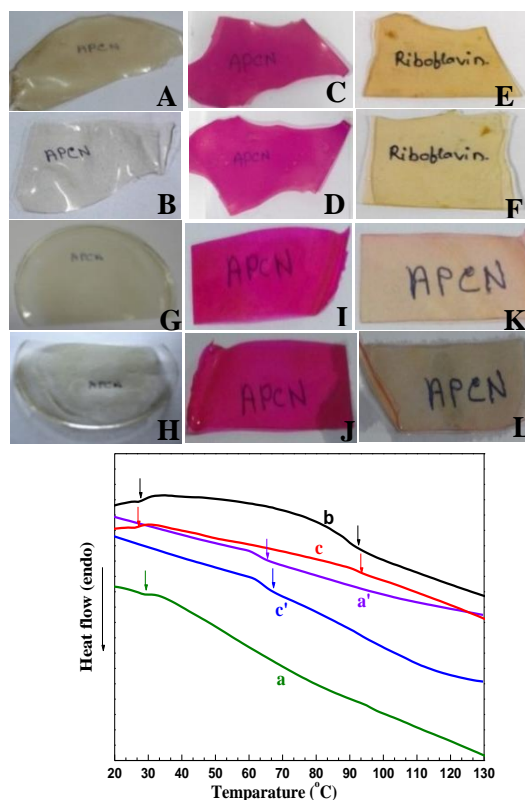 APCN
A
APCN
C
Riboflavin.
E
APCN
B
APCN
D
Riboflavin.
F
APCN
G
APCN
I
APCN
K
APCN
H
APCN
J
APCN
L
b
c
a'
c'
a
Heat flow (endo)
20 30 40 50 60 70 80 90 100 110 120 130
Temparature (°C)